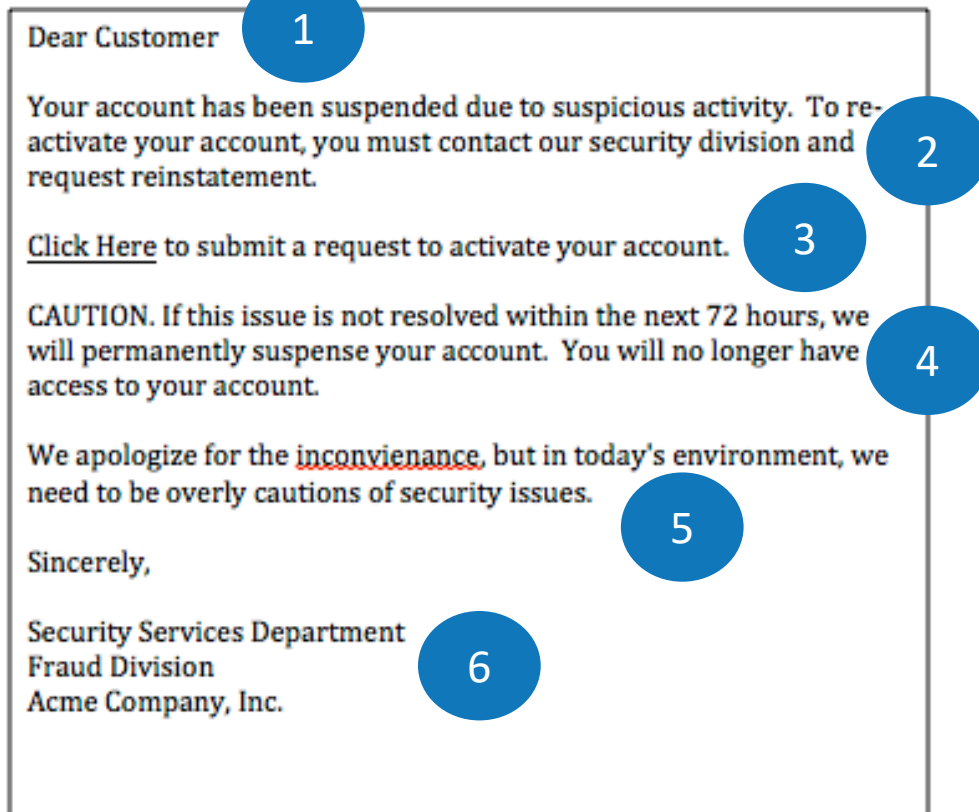 Dear Customer 1
Your account has been suspended due to suspicious activity.  To re-
activate your account, you must contact our security division and 2
request reinstatement.
Click Here to submit a request to activate your account. 3
CAUTION. If this issue is not resolved within the next 72 hours, we
will permanently suspense your account.  You will no longer have 4
access to your account.
We apologize for the inconvienance, but in today's environment, we
need to be overly cautions of security issues.
5
Sincerely,
Security Services Department
Fraud Division 6
Acme Company, Inc.